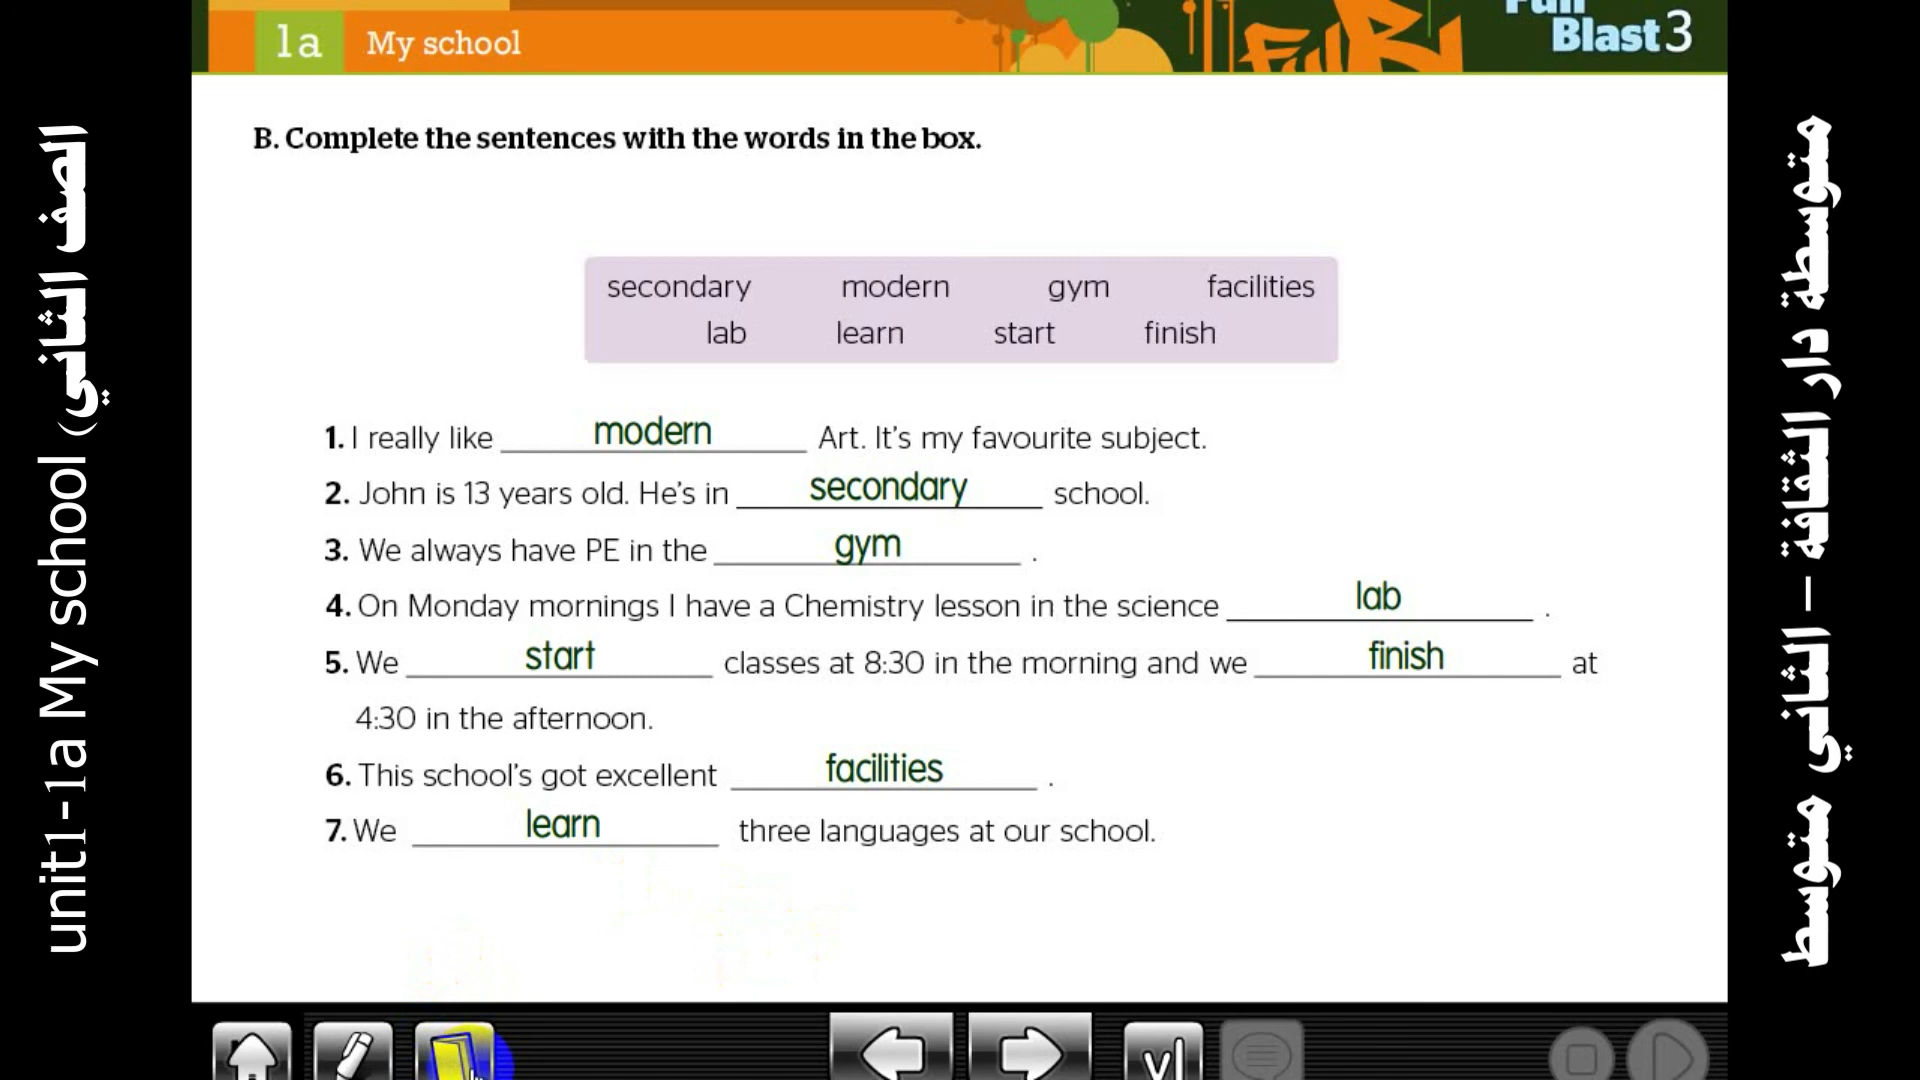 1a My school
Full Blast 3
B. Complete the sentences with the words in the box.
secondary modern gym facilities
lab learn start finish
1. I really like modern Art. It's my favourite subject.
2. John is 13 years old. He's in secondary school.
3. We always have PE in the gym .
4. On Monday mornings I have a Chemistry lesson in the science lab .
5. We start classes at 8:30 in the morning and we finish at
4:30 in the afternoon.
6. This school's got excellent facilities .
7. We learn three languages at our school.
unit1-1a My school (الصف الثاني
متوسطة دار الثقافة – الثاني متوسط